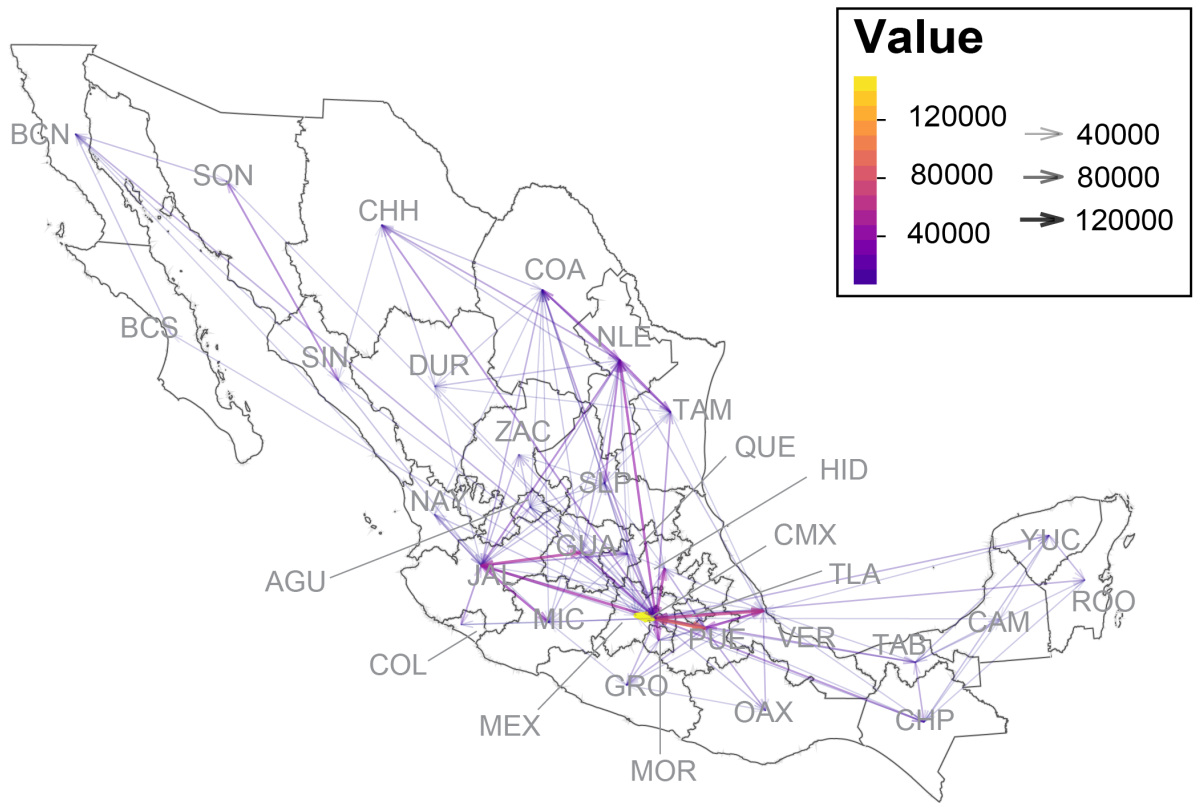 Value
120000
80000
40000
40000
80000
120000
BCN
SON
CHH
COA
BCS
SIN
DUR
NLE
TAM
ZAC
QUE
HID
SLP
NAY
CMX
YUC
GUA
TLA
AGU
JAL
ROO
MIC
CAM
PUE
VER
TAB
COL
GRO
OAX
CHP
MEX
MOR